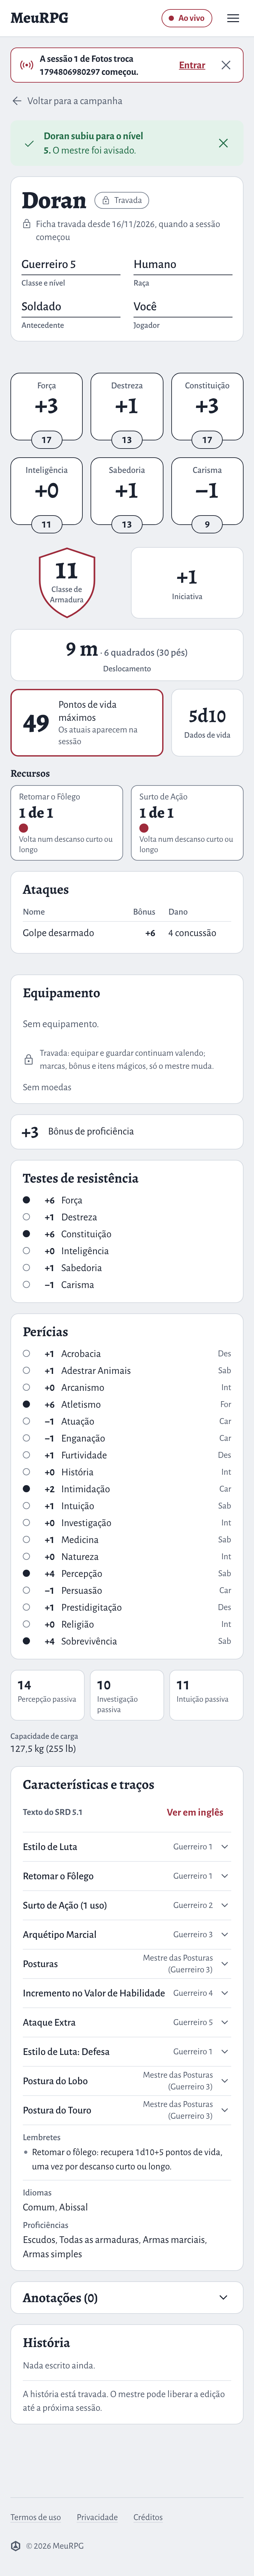 MeuRPG
Ao vivo
A sessão 1 de Fotos troca
1794806980297 começou.
Entrar
Voltar para a campanha
Doran subiu para o nível
5. O mestre foi avisado.
Doran
Travada
Ficha travada desde 16/11/2026, quando a sessão
começou
Guerreiro 5
Classe e nível
Humano
Raça
Soldado
Antecedente
Você
Jogador
Força
+3
17
Destreza
+1
13
Constituição
+3
17
Inteligência
+0
11
Sabedoria
+1
13
Carisma
−1
9
11
Classe de
Armadura
+1
Iniciativa
9 m · 6 quadrados (30 pés)
Deslocamento
49
Pontos de vida
máximos
Os atuais aparecem na
sessão
5d10
Dados de vida
Recursos
Retomar o Fôlego
1 de 1
Volta num descanso curto ou
longo
Surto de Ação
1 de 1
Volta num descanso curto ou
longo
Ataques
Nome Bônus Dano
Golpe desarmado +6 4 concussão
Equipamento
Sem equipamento.
Travada: equipar e guardar continuam valendo;
marcas, bônus e itens mágicos, só o mestre muda.
Sem moedas
+3 Bônus de proficiência
Testes de resistência
+6 Força
+1 Destreza
+6 Constituição
+0 Inteligência
+1 Sabedoria
−1 Carisma
Perícias
+1 Acrobacia Des
+1 Adestrar Animais Sab
+0 Arcanismo Int
+6 Atletismo For
−1 Atuação Car
−1 Enganação Car
+1 Furtividade Des
+0 História Int
+2 Intimidação Car
+1 Intuição Sab
+0 Investigação Int
+1 Medicina Sab
+0 Natureza Int
+4 Percepção Sab
−1 Persuasão Car
+1 Prestidigitação Des
+0 Religião Int
+4 Sobrevivência Sab
14
Percepção passiva
10
Investigação
passiva
11
Intuição passiva
Capacidade de carga
127,5 kg (255 lb)
Características e traços
Texto do SRD 5.1
Ver em inglês
Estilo de Luta Guerreiro 1
Retomar o Fôlego Guerreiro 1
Surto de Ação (1 uso) Guerreiro 2
Arquétipo Marcial Guerreiro 3
Posturas Mestre das Posturas
(Guerreiro 3)
Incremento no Valor de Habilidade Guerreiro 4
Ataque Extra Guerreiro 5
Estilo de Luta: Defesa Guerreiro 1
Postura do Lobo Mestre das Posturas
(Guerreiro 3)
Postura do Touro Mestre das Posturas
(Guerreiro 3)
Lembretes
Retomar o fôlego: recupera 1d10+5 pontos de vida,
uma vez por descanso curto ou longo.
Idiomas
Comum, Abissal
Proficiências
Escudos, Todas as armaduras, Armas marciais,
Armas simples
Anotações (0)
História
Nada escrito ainda.
A história está travada. O mestre pode liberar a edição
até a próxima sessão.
Termos de uso Privacidade Créditos
© 2026 MeuRPG